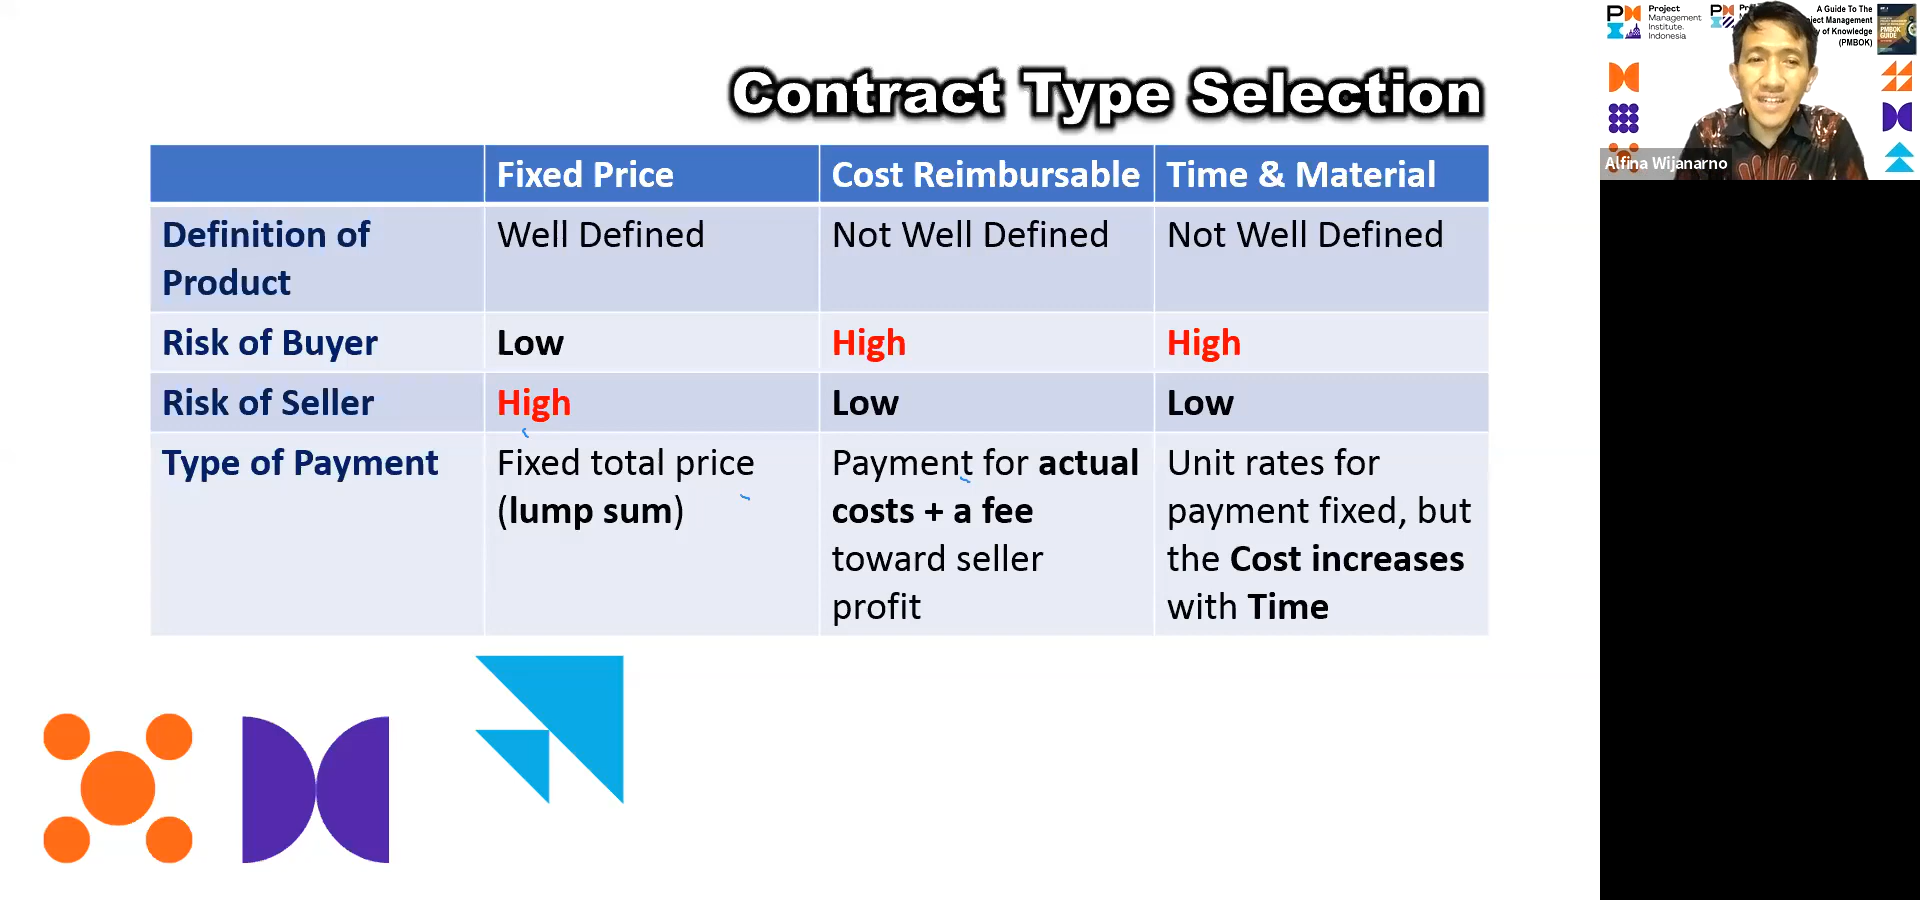 Contract Type Selection
Fixed Price
Cost Reimbursable
Time & Material
Definition of
Product
Well Defined
Not Well Defined
Not Well Defined
Risk of Buyer
Low
High
High
Risk of Seller
High
Low
Low
Type of Payment
Fixed total price
(lump sum)
Payment for actual
costs + a fee
toward seller
profit
Unit rates for
payment fixed, but
the Cost increases
with Time
Project
Management
Institute.
Indonesia
A Guide To The
Management
of Knowledge
(PMBOK)
PMBOK
GUIDE
Alfina Wijanarno